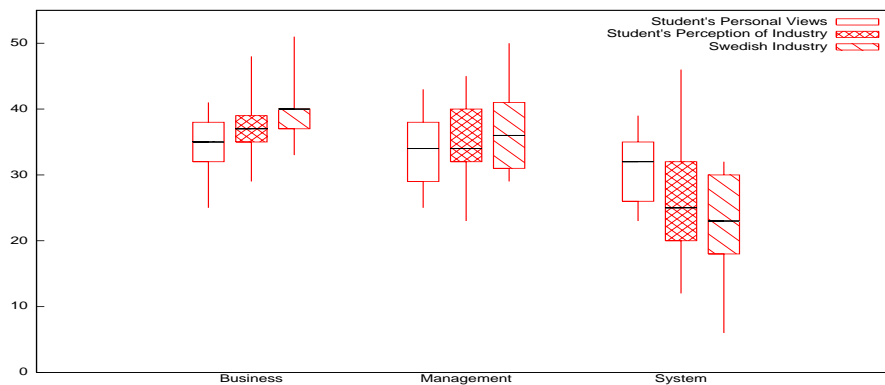 Student's Personal Views
Student's Perception of Industry
Swedish Industry
50
40
30
20
10
0
Business Management System